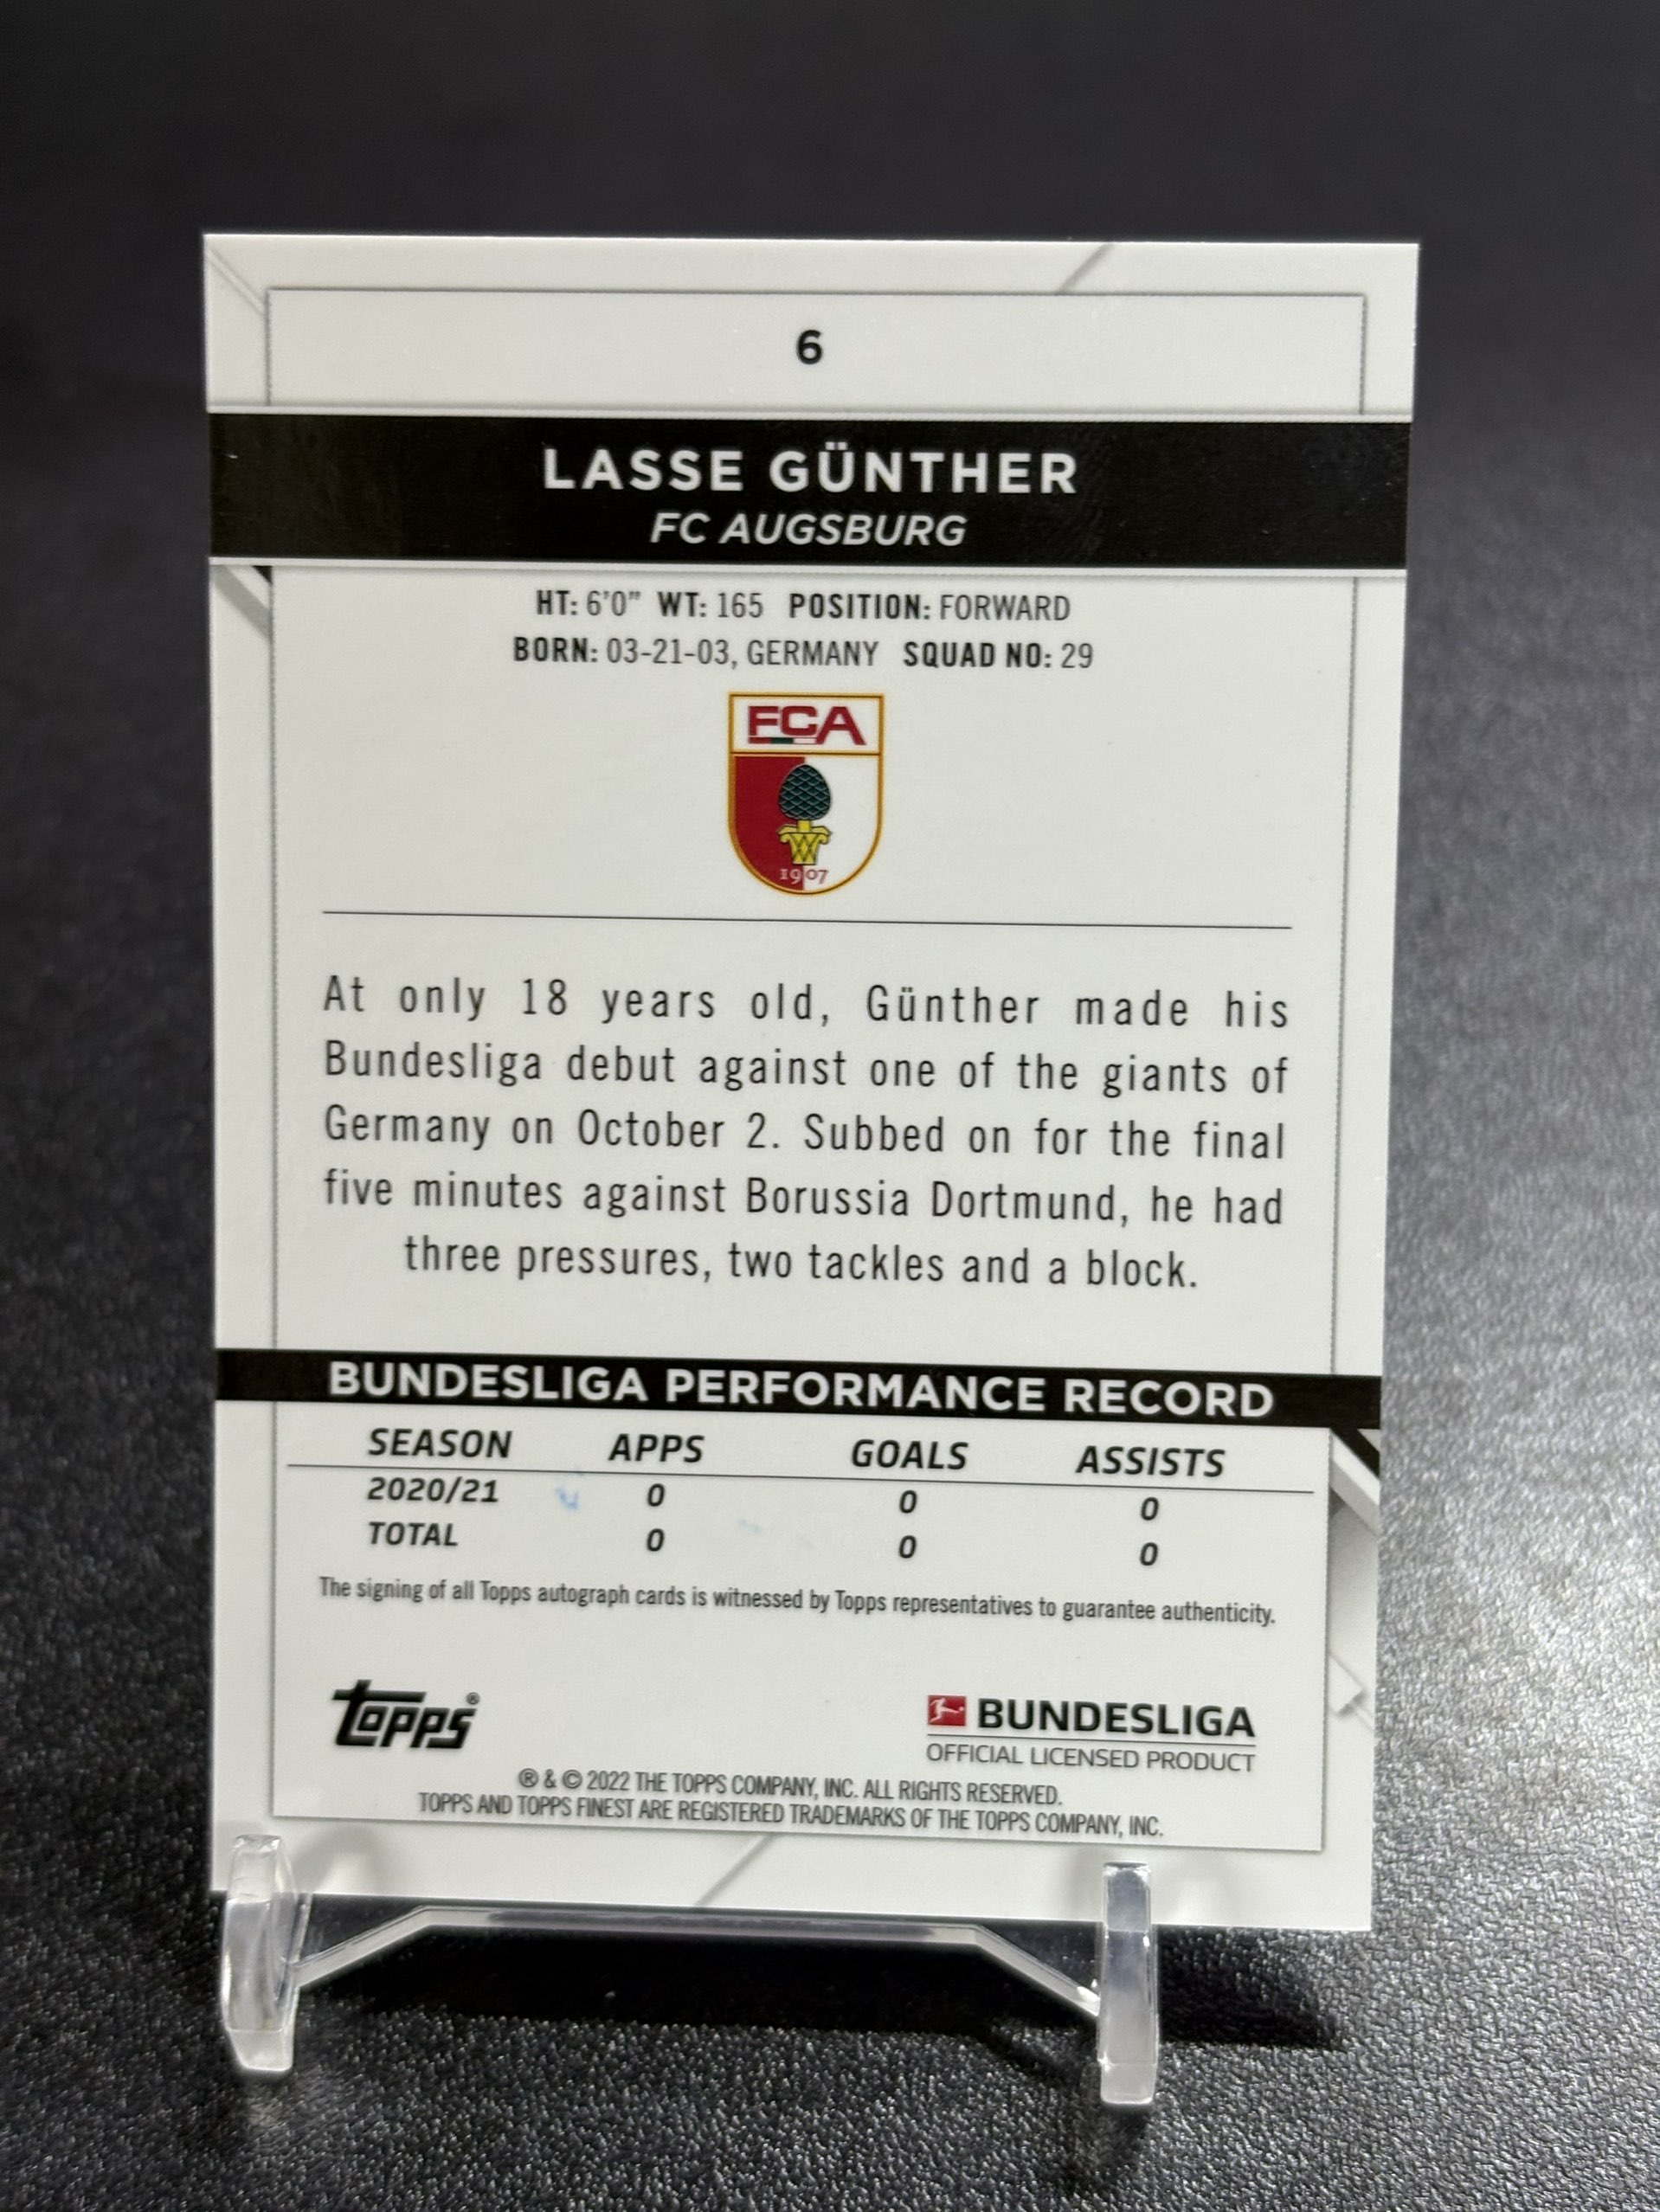 6
LASSE GÜNTHER
FC AUGSBURG
HT: 6'0" WT: 165 POSITION: FORWARD
BORN: 03-21-03, GERMANY SQUAD NO: 29
FCA
1907
At only 18 years old, Günther made his
Bundesliga debut against one of the giants of
Germany on October 2. Subbed on for the final
five minutes against Borussia Dortmund, he had
three pressures, two tackles and a block.
BUNDESLIGA PERFORMANCE RECORD
SEASON APPS GOALS ASSISTS
2020/21 0 0 0
TOTAL 0 0 0
The signing of all Topps autograph cards is witnessed by Topps representatives to guarantee authenticity.
topps®
BUNDESLIGA
OFFICIAL LICENSED PRODUCT
® & © 2022 THE TOPPS COMPANY, INC. ALL RIGHTS RESERVED.
TOPPS AND TOPPS FINEST ARE REGISTERED TRADEMARKS OF THE TOPPS COMPANY, INC.